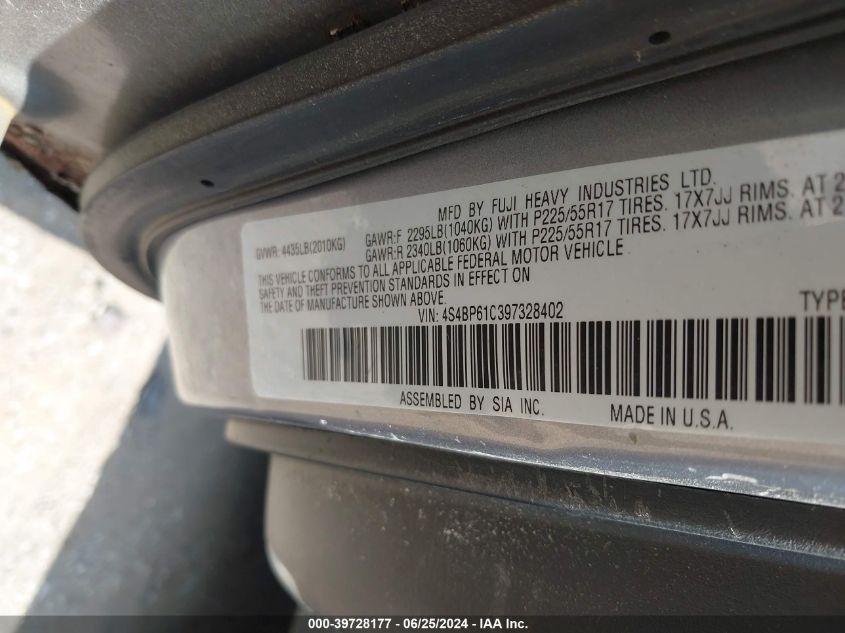 MFD BY FUJI HEAVY INDUSTRIES LTD.
GVWR: 4435LB(2010KG) GAWR:F 2295LB(1040KG) WITH P225/55R17 TIRES. 17X7JJ RIMS. AT 2
GAWR:R 2340LB(1060KG) WITH P225/55R17 TIRES. 17X7JJ RIMS. AT 2
THIS VEHICLE CONFORMS TO ALL APPLICABLE FEDERAL MOTOR VEHICLE
SAFETY AND THEFT PREVENTION STANDARDS IN EFFECT ON
THE DATE OF MANUFACTURE SHOWN ABOVE.
VIN: 4S4BP61C397328402 TYPE
ASSEMBLED BY SIA INC. MADE IN U.S.A.
000-39728177 - 06/25/2024 - IAA Inc.